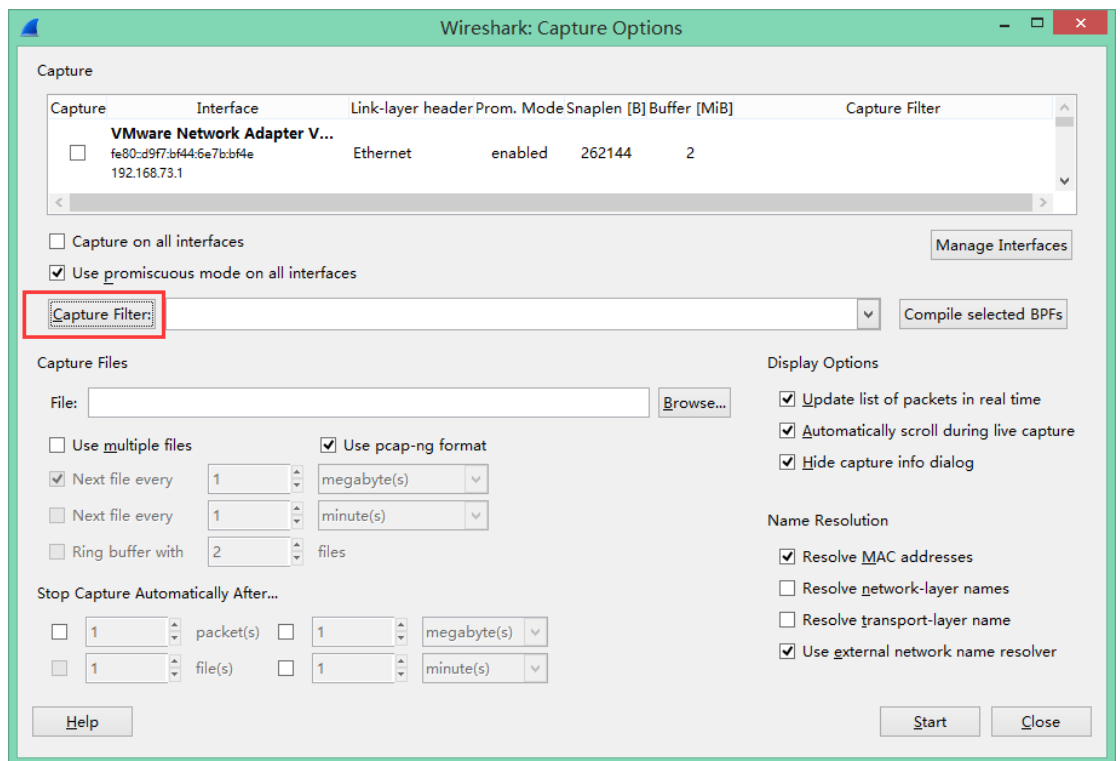 Wireshark: Capture Options
Capture
Capture Interface Link-layer header Prom. Mode Snaplen [B] Buffer [MiB] Capture Filter
VMware Network Adapter V...
fe80::d9f7:bf44:6e7b:bf4e Ethernet enabled 262144 2
192.168.73.1
Capture on all interfaces
Manage Interfaces
Use promiscuous mode on all interfaces
Capture Filter:
Compile selected BPFs
Capture Files
File:
Browse...
Use multiple files
Use pcap-ng format
Next file every 1 megabyte(s)
Next file every 1 minute(s)
Ring buffer with 2 files
Stop Capture Automatically After...
1 packet(s) 1 megabyte(s)
1 file(s) 1 minute(s)
Display Options
Update list of packets in real time
Automatically scroll during live capture
Hide capture info dialog
Name Resolution
Resolve MAC addresses
Resolve network-layer names
Resolve transport-layer name
Use external network name resolver
Help
Start
Close